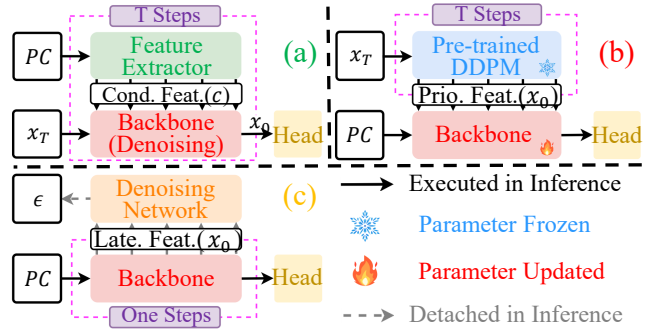 T Steps
PC
Feature
Extractor
(a)
Cond. Feat.(c)
x_T
Backbone
(Denoising)
x_0
Head
T Steps
x_T
Pre-trained
DDPM
(b)
Prio. Feat.(x_0)
PC
Backbone
Head
ϵ
Denoising
Network
(c)
Late. Feat.(x_0)
PC
Backbone
Head
One Steps
Executed in Inference
Parameter Frozen
Parameter Updated
Detached in Inference